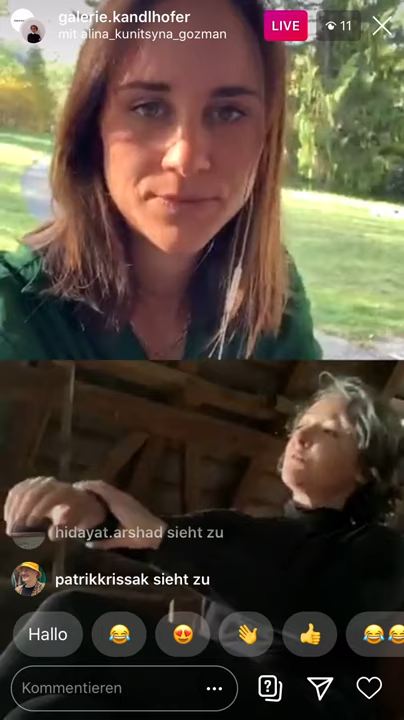 galerie.kandlhofer
mit alina_kunitsyna_gozman
LIVE
11
hidayat.arshad sieht zu
patrikkrissak sieht zu
Hallo
Kommentieren